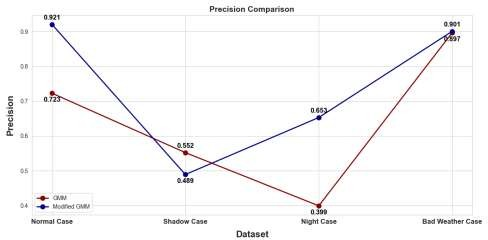 Precision Comparison
0.921
0.901
0.9
0.897
0.8
0.723
0.7
0.653
0.6
0.552
0.5
0.489
0.4
0.399
GMM
Modified GMM
Normal Case
Shadow Case
Night Case
Bad Weather Case
Precision
Dataset